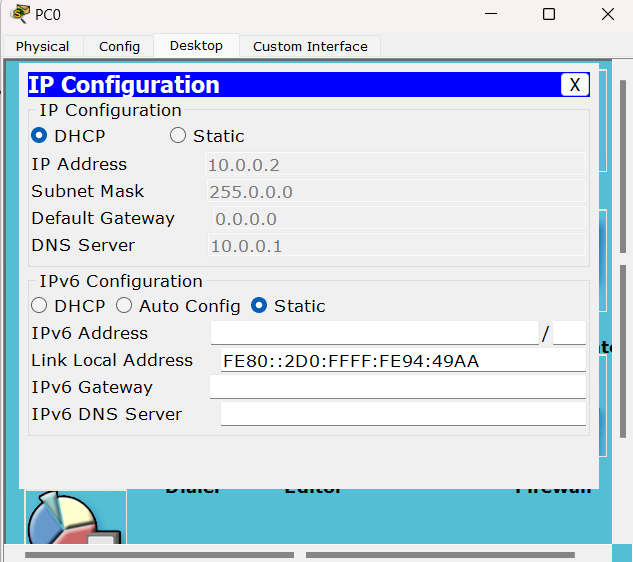 PC0
Physical Config Desktop Custom Interface
IP Configuration X
IP Configuration
DHCP Static
IP Address 10.0.0.2
Subnet Mask 255.0.0.0
Default Gateway 0.0.0.0
DNS Server 10.0.0.1
IPv6 Configuration
DHCP Auto Config Static
IPv6 Address /
Link Local Address FE80::2D0:FFFF:FE94:49AA
IPv6 Gateway
IPv6 DNS Server
Dialer Editor Firewall